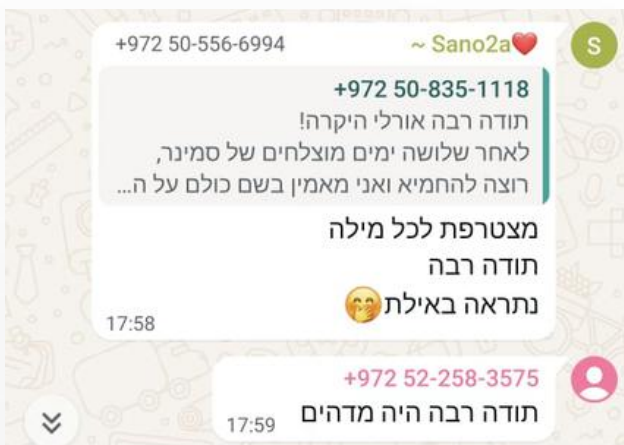 +972 50-556-6994 ~ Sano2a❤️
S
+972 50-835-1118
תודה רבה אורלי היקרה!
לאחר שלושה ימים מוצלחים של סמינר,
רוצה להחמיא ואני מאמין בשם כולם על ה...
מצטרפת לכל מילה
תודה רבה
נתראה באילת🤭
17:58
+972 52-258-3575
תודה רבה היה מדהים
17:59